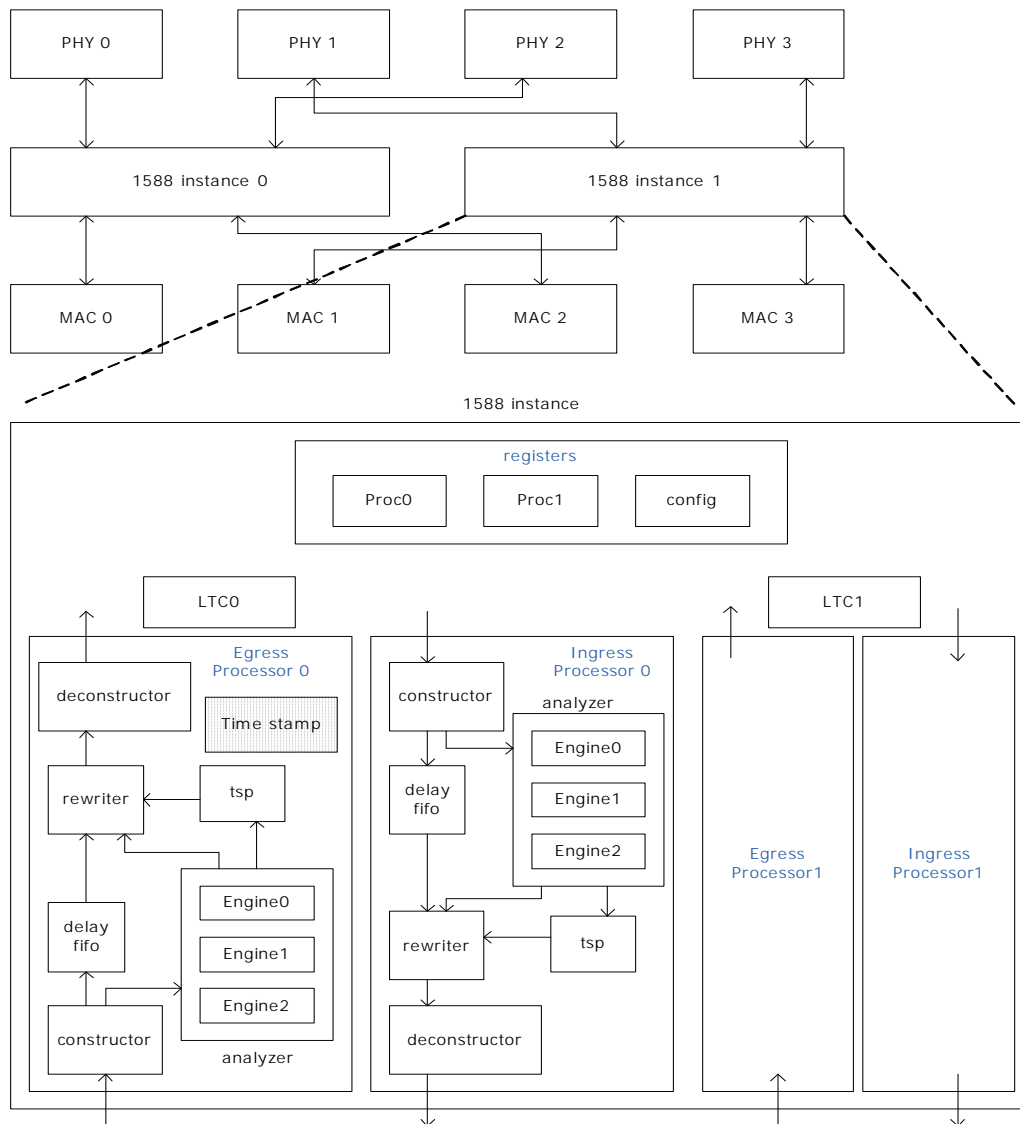 PHY 0
PHY 1
PHY 2
PHY 3
1588 instance 0
1588 instance 1
MAC 0
MAC 1
MAC 2
MAC 3
1588 instance
registers
Proc0
Proc1
config
LTC0
LTC1
Egress
Processor 0
deconstructor
Time stamp
rewriter
tsp
Engine0
Engine1
Engine2
delay
fifo
constructor
analyzer
Ingress
Processor 0
constructor
analyzer
Engine0
Engine1
Engine2
delay
fifo
rewriter
tsp
deconstructor
Egress
Processor1
Ingress
Processor1